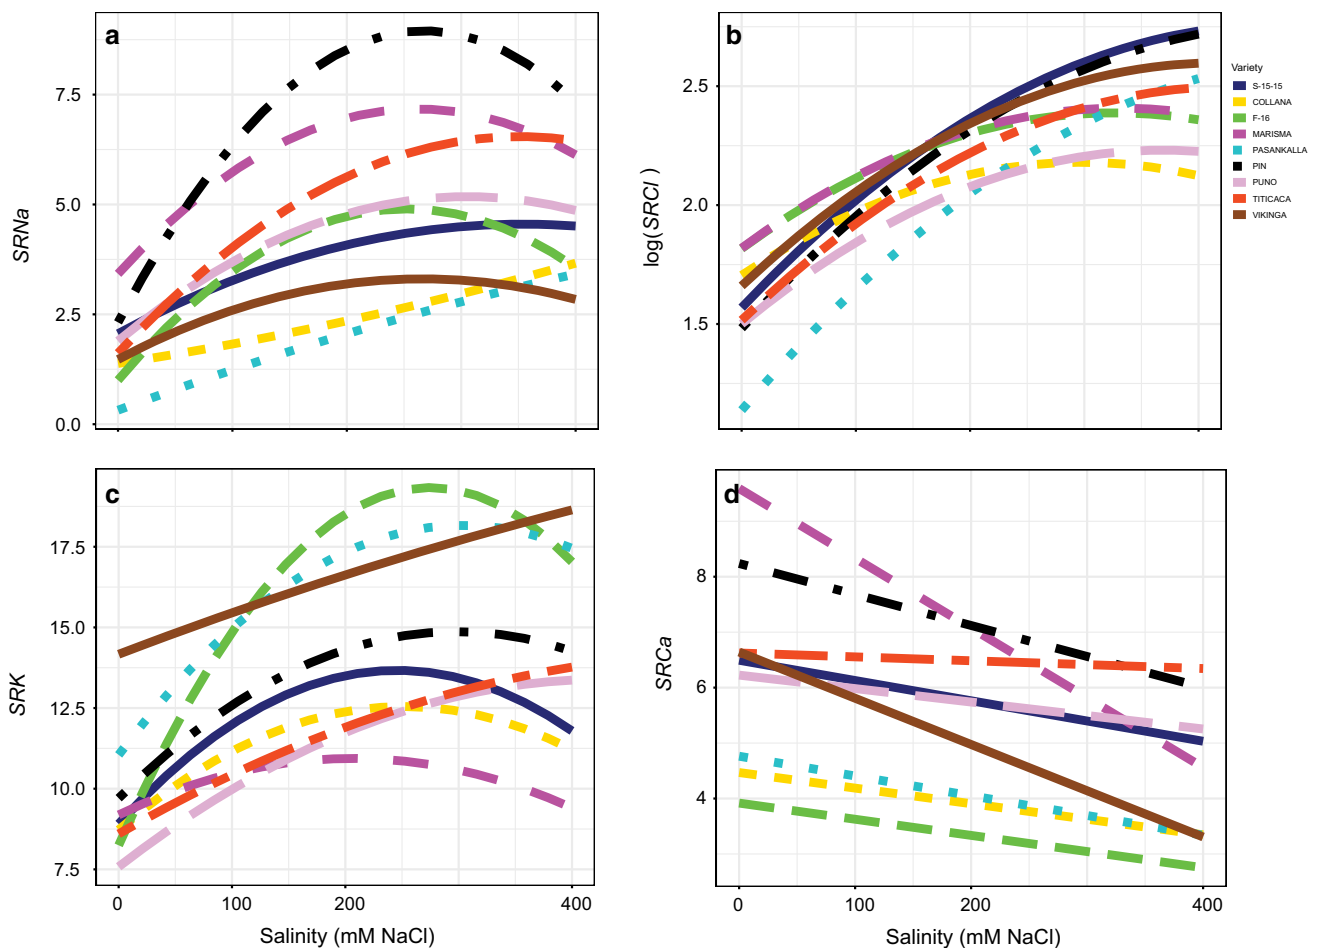 a
7.5
5.0
2.5
0.0
SRNa
b
2.5
2.0
1.5
log(SRCl)
Variety
S-15-15
COLLANA
F-16
MARISMA
PASANKALLA
PIN
PUNO
TITICACA
VIKINGA
c
17.5
15.0
12.5
10.0
7.5
SRK
0 100 200 400
Salinity (mM NaCl)
d
8
6
4
SRCa
0 100 200 400
Salinity (mM NaCl)